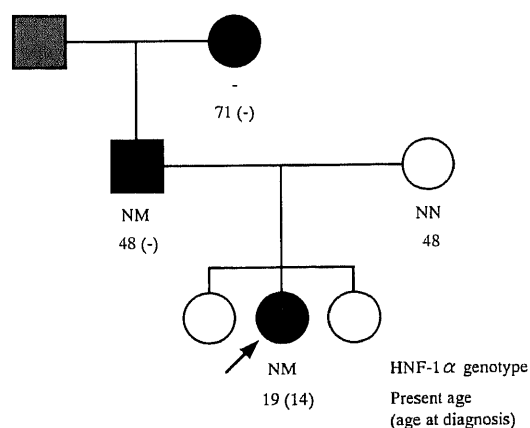 -
71 (-)
NM
48 (-)
NN
48
NM
19 (14)
HNF-1α genotype
Present age
(age at diagnosis)